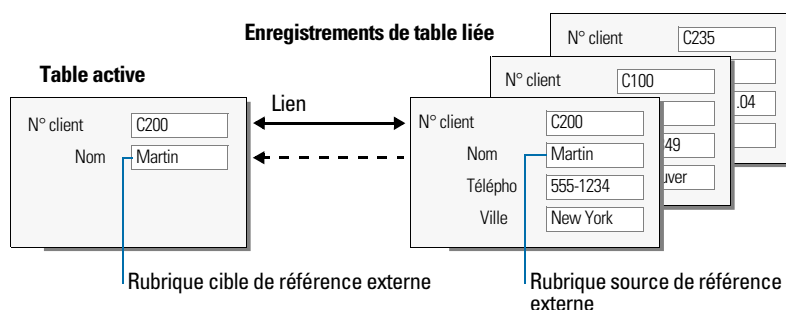 Enregistrements de table liée
N° client C235
.04
N° client C100
49
Table active
N° client C200
Nom Martin
Lien
N° client C200
Nom Martin
Télépho 555-1234
Ville New York
Rubrique cible de référence externe
Rubrique source de référence
externe